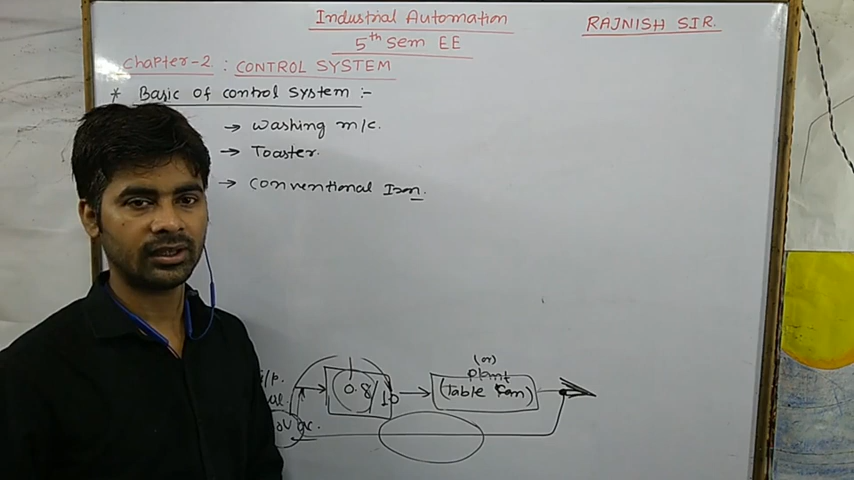 Industrial Automation
RAJNISH SIR.
5th Sem EE
Chapter-2 : CONTROL SYSTEM
* Basic of control system :-
→ Washing m/c.
→ Toaster.
→ Conventional Iron.
(or)
i/p. plant
0.8/10 (Table Fan)